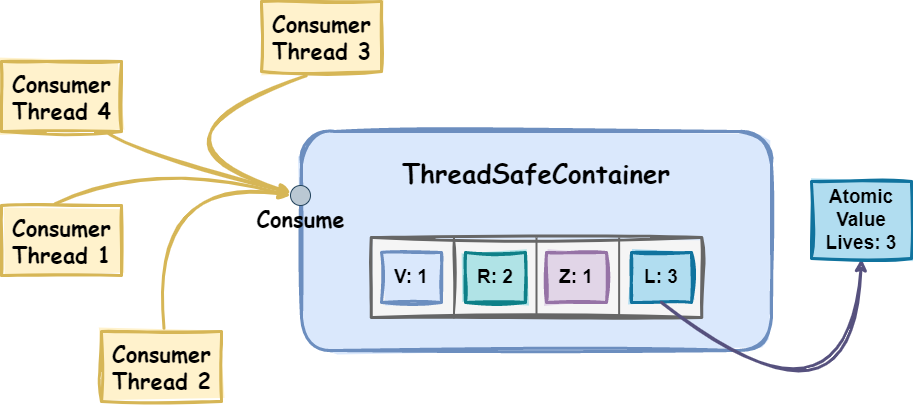 Consumer
Thread 3
Consumer
Thread 4
ThreadSafeContainer
Consume
Atomic
Value
Lives: 3
Consumer
Thread 1
V: 1
R: 2
Z: 1
L: 3
Consumer
Thread 2